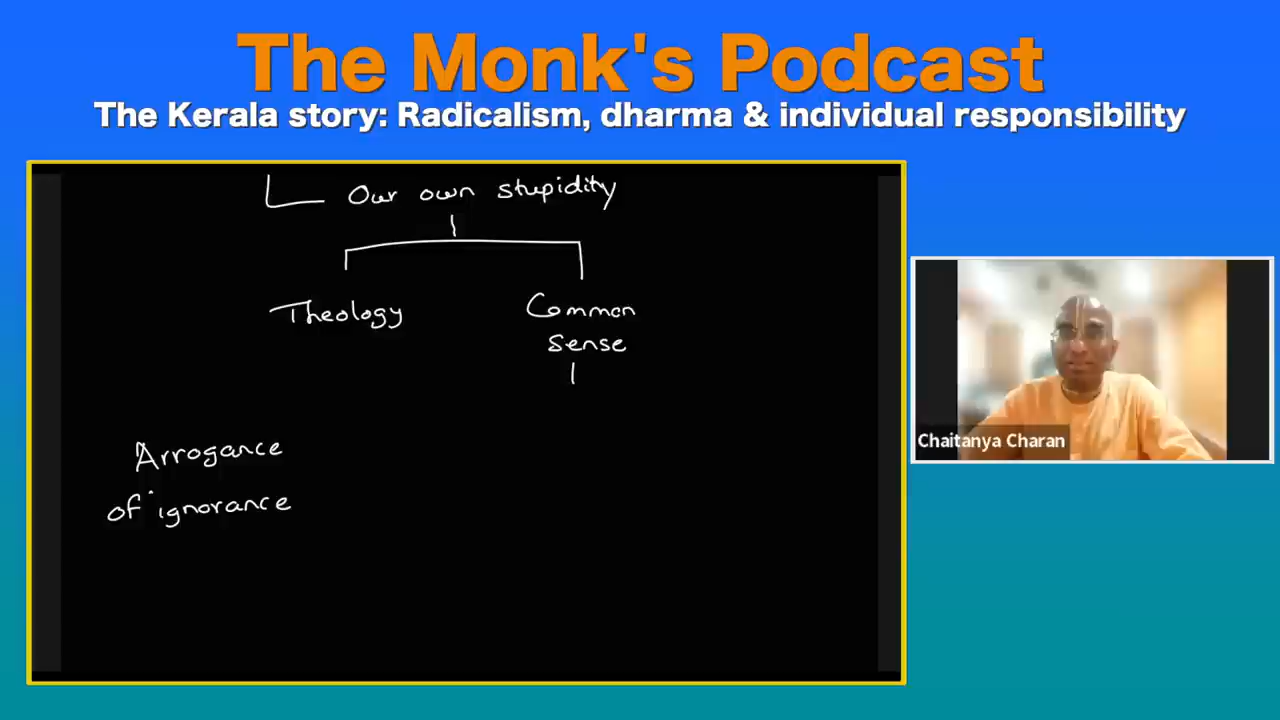 The Monk's Podcast
The Kerala story: Radicalism, dharma & individual responsibility
Our own stupidity
Theology
Common
sense
Arrogance
of ignorance
Chaitanya Charan